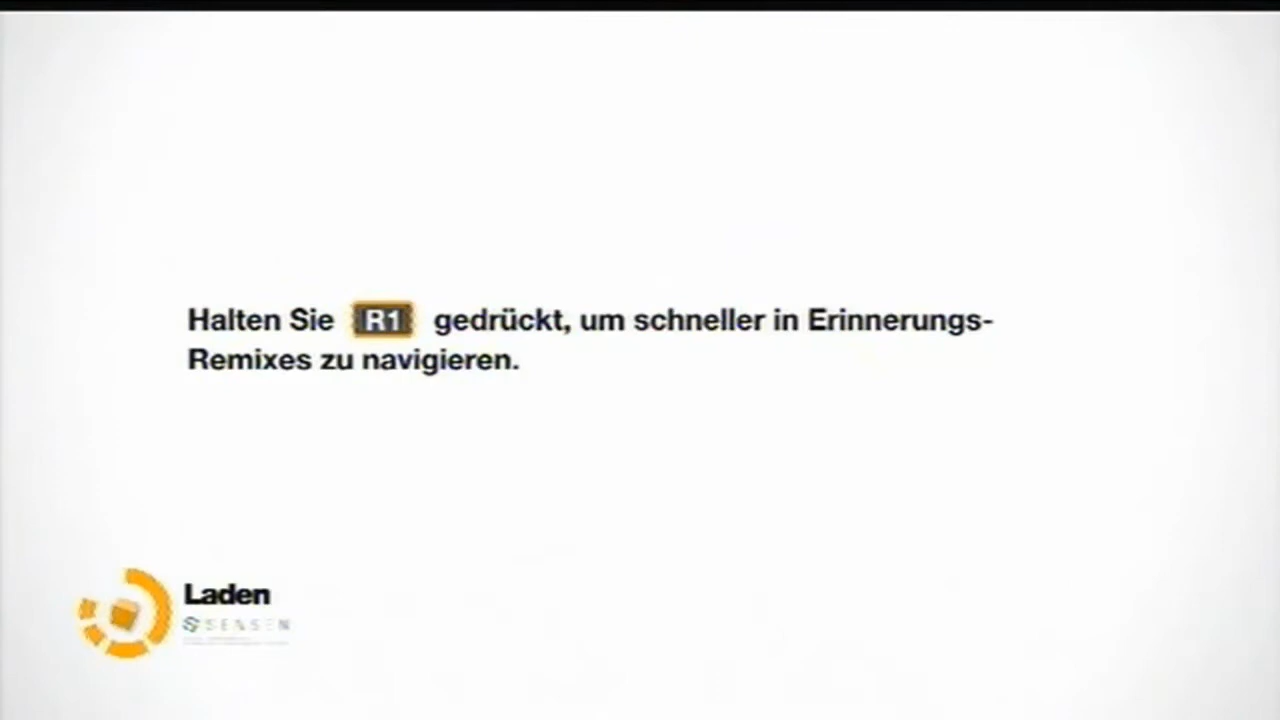 Halten Sie R1 gedrückt, um schneller in Erinnerungs-
Remixes zu navigieren.
Laden
SENSEN